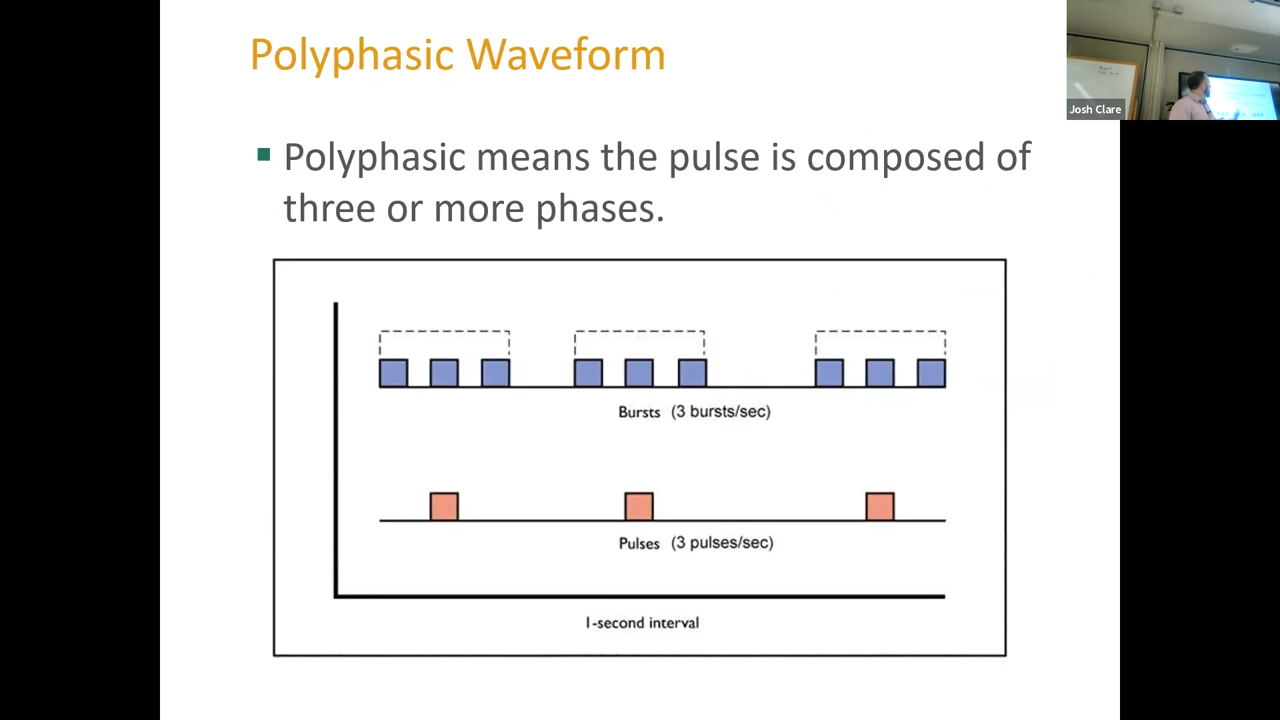 Polyphasic Waveform
Josh Clare
▪ Polyphasic means the pulse is composed of
three or more phases.
Bursts (3 bursts/sec)
Pulses (3 pulses/sec)
1-second interval